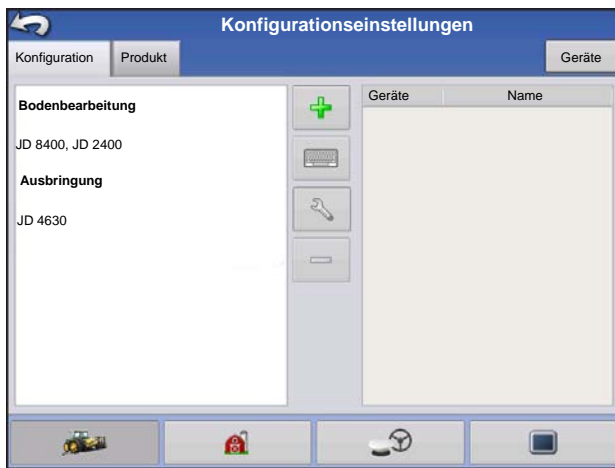 Konfigurationseinstellungen
Konfiguration
Produkt
Geräte
Bodenbearbeitung
JD 8400, JD 2400
Ausbringung
JD 4630
Geräte
Name